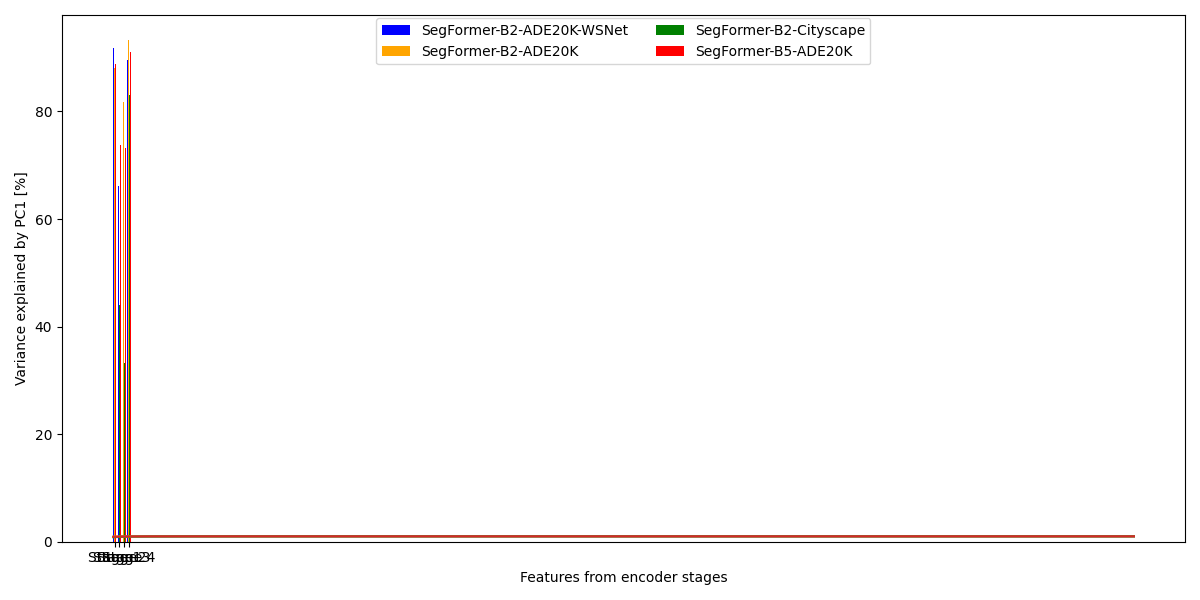 SegFormer-B2-ADE20K-WSNet
SegFormer-B2-ADE20K
SegFormer-B2-Cityscape
SegFormer-B5-ADE20K
Variance explained by PC1 [%]
80
60
40
20
0
Features from encoder stages